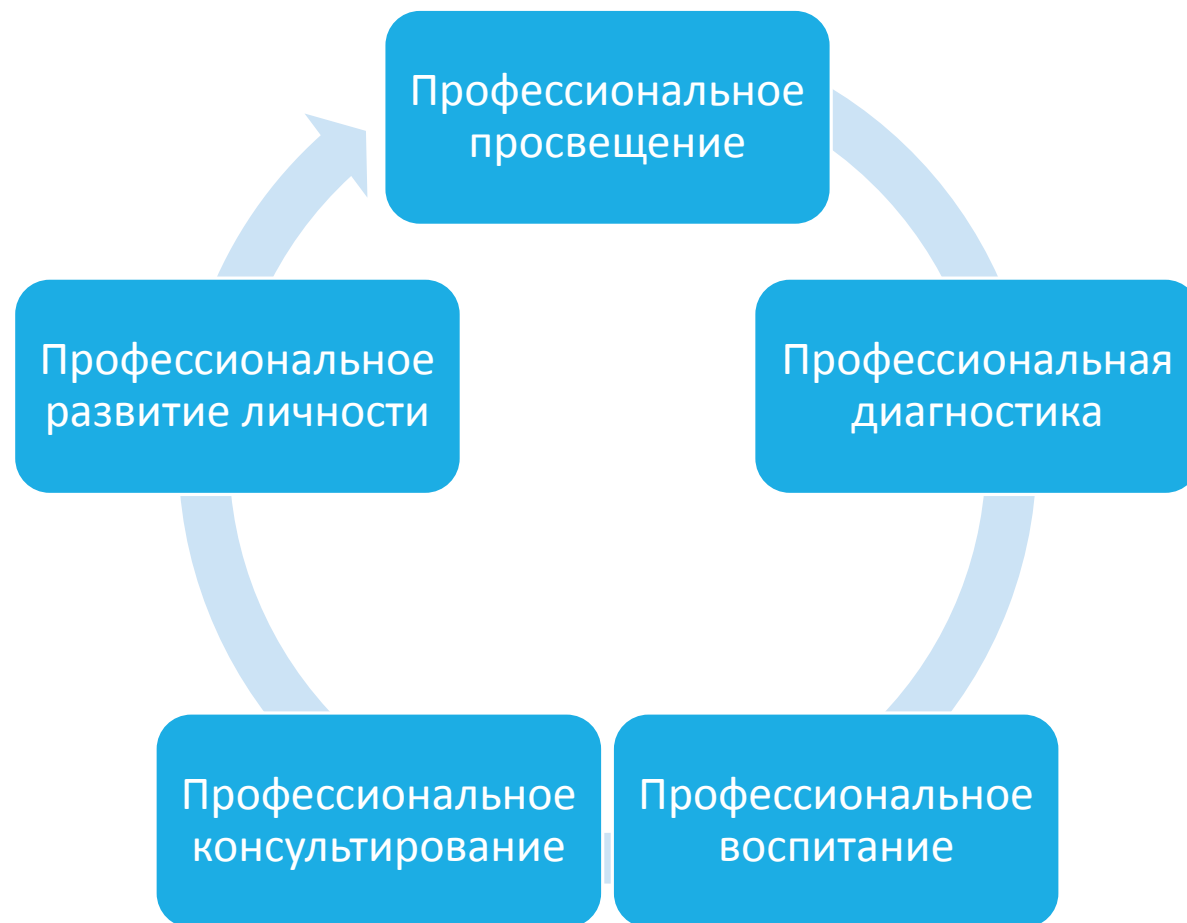 Профессиональное
просвещение
Профессиональная
диагностика
Профессиональное
воспитание
Профессиональное
консультирование
Профессиональное
развитие личности